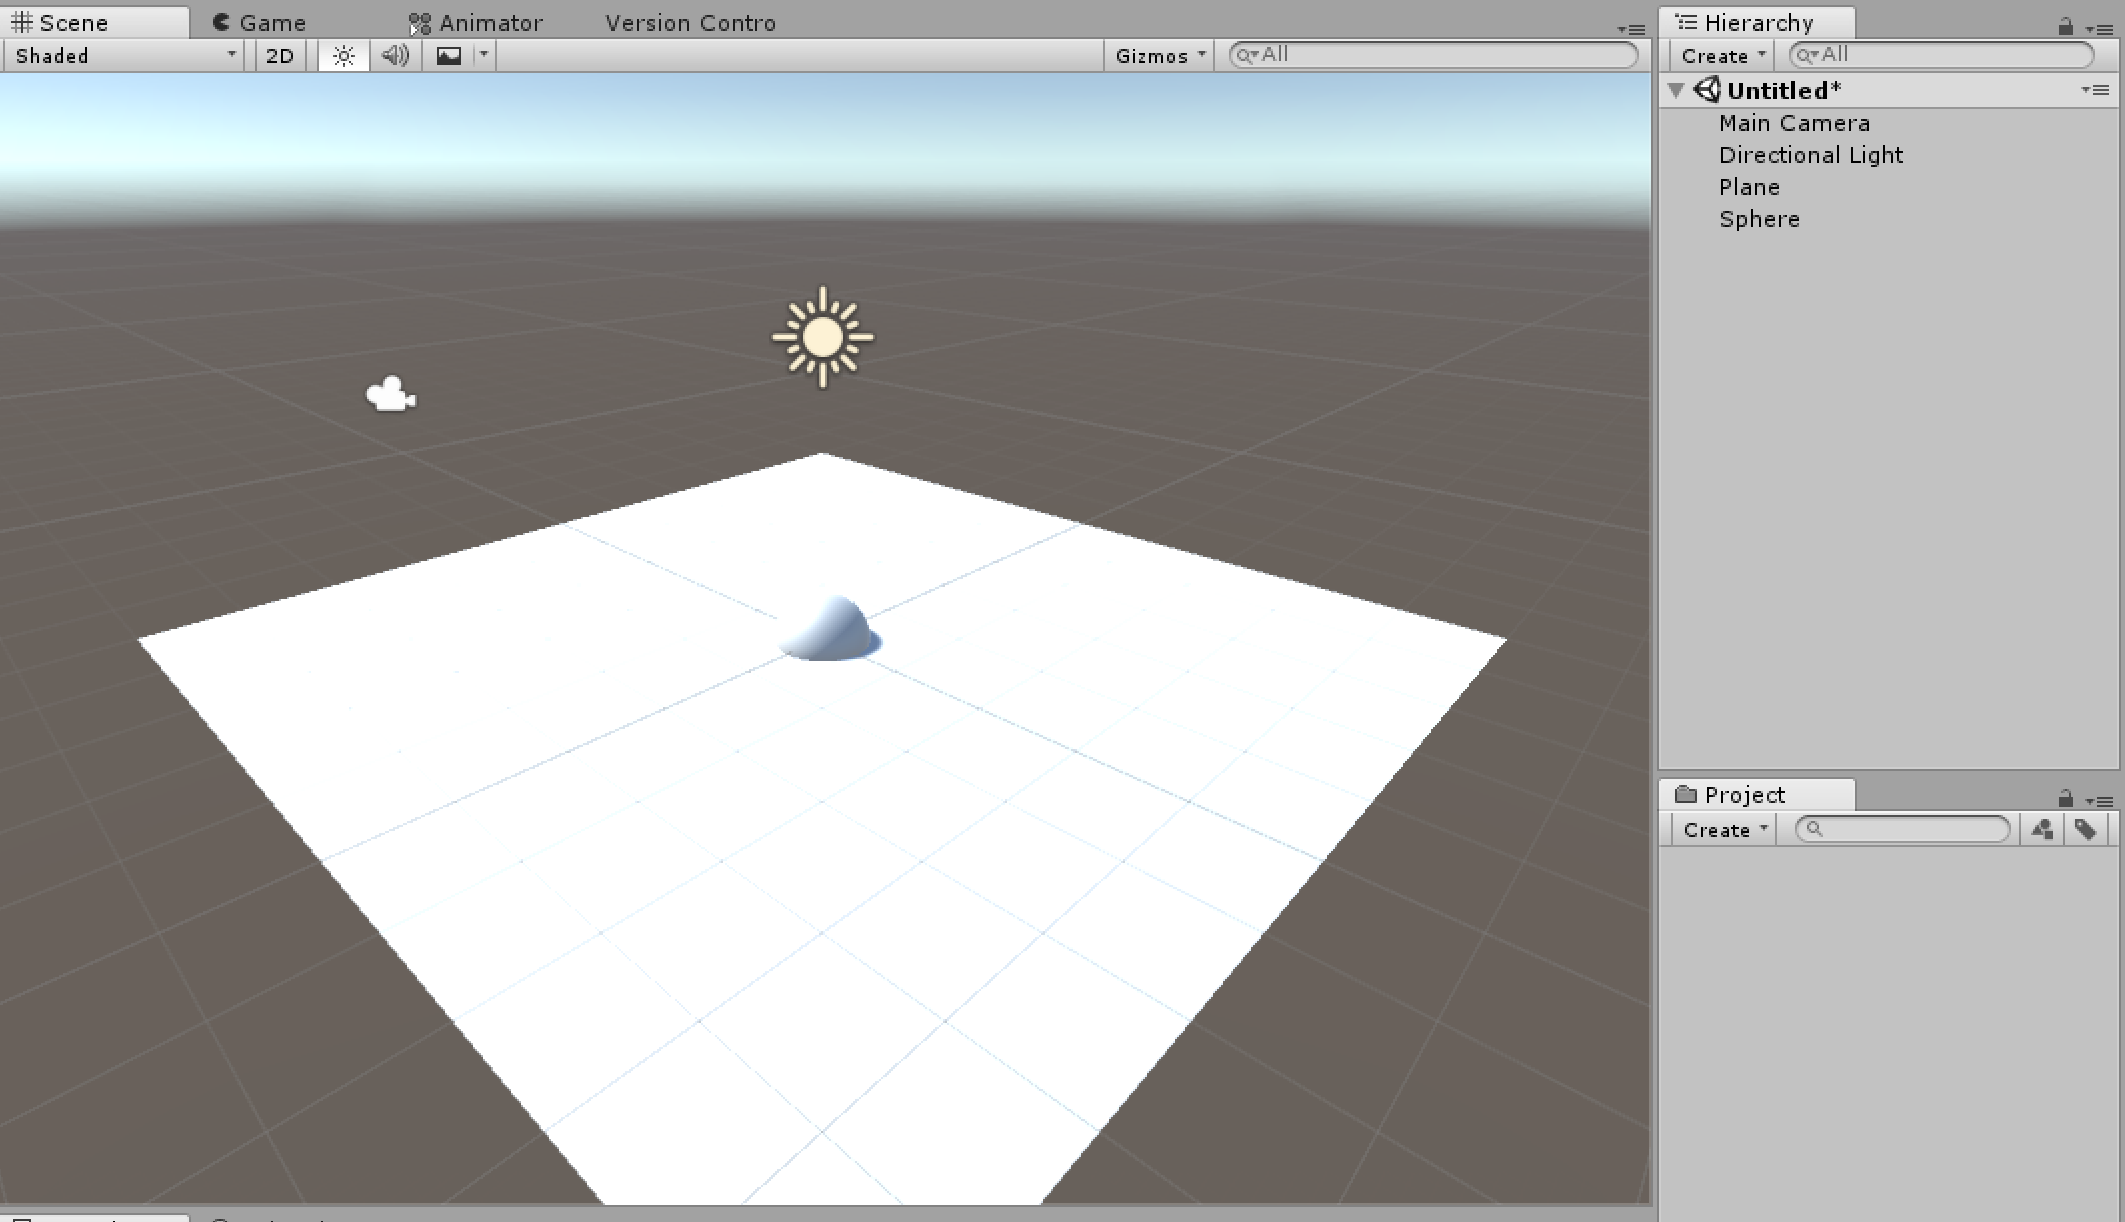 Scene Game Animator Version Contro
Shaded 2D Gizmos All
Hierarchy
Create All
Untitled*
Main Camera
Directional Light
Plane
Sphere
Project
Create